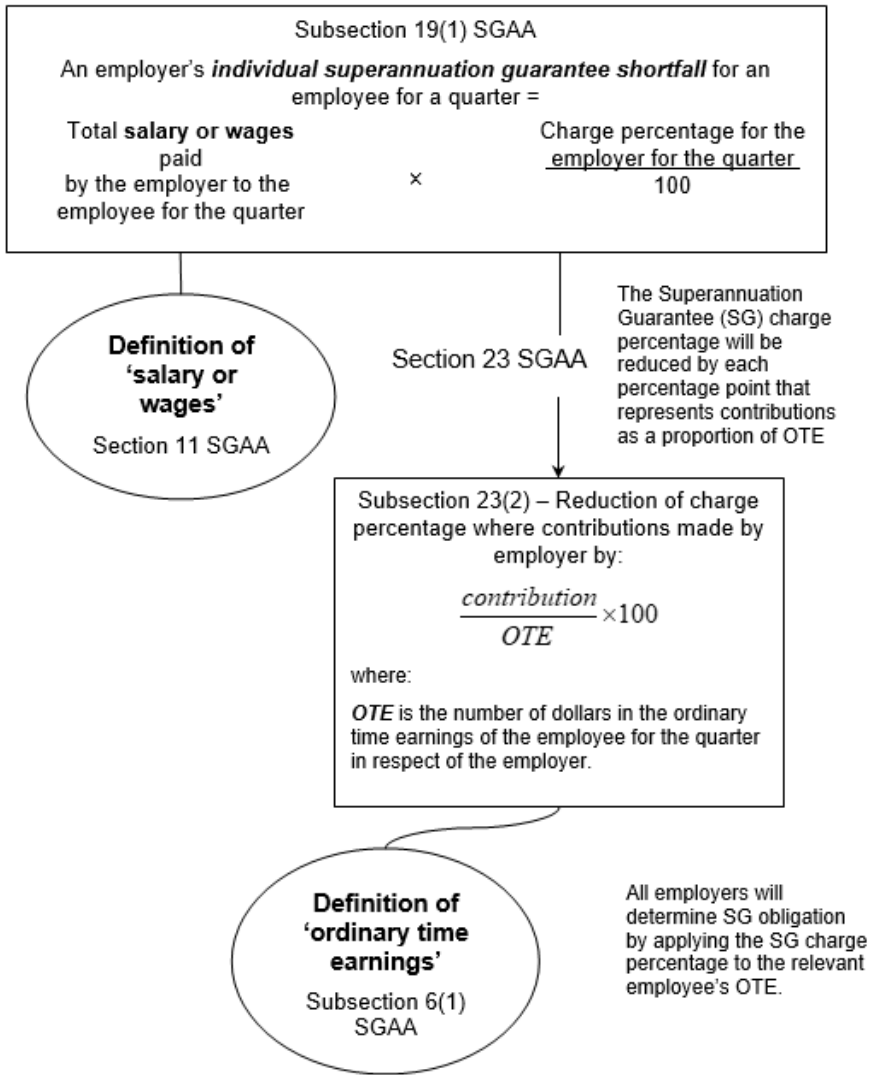 Subsection 19(1) SGAA
An employer's individual superannuation guarantee shortfall for an
employee for a quarter =
Total salary or wages
paid
by the employer to the
employee for the quarter
×
Charge percentage for the
employer for the quarter
100
Definition of
'salary or
wages'
Section 11 SGAA
Section 23 SGAA
The Superannuation
Guarantee (SG) charge
percentage will be
reduced by each
percentage point that
represents contributions
as a proportion of OTE
Subsection 23(2) – Reduction of charge
percentage where contributions made by
employer by:
contribution
OTE
×100
where:
OTE is the number of dollars in the ordinary
time earnings of the employee for the quarter
in respect of the employer.
Definition of
'ordinary time
earnings'
Subsection 6(1)
SGAA
All employers will
determine SG obligation
by applying the SG charge
percentage to the relevant
employee's OTE.